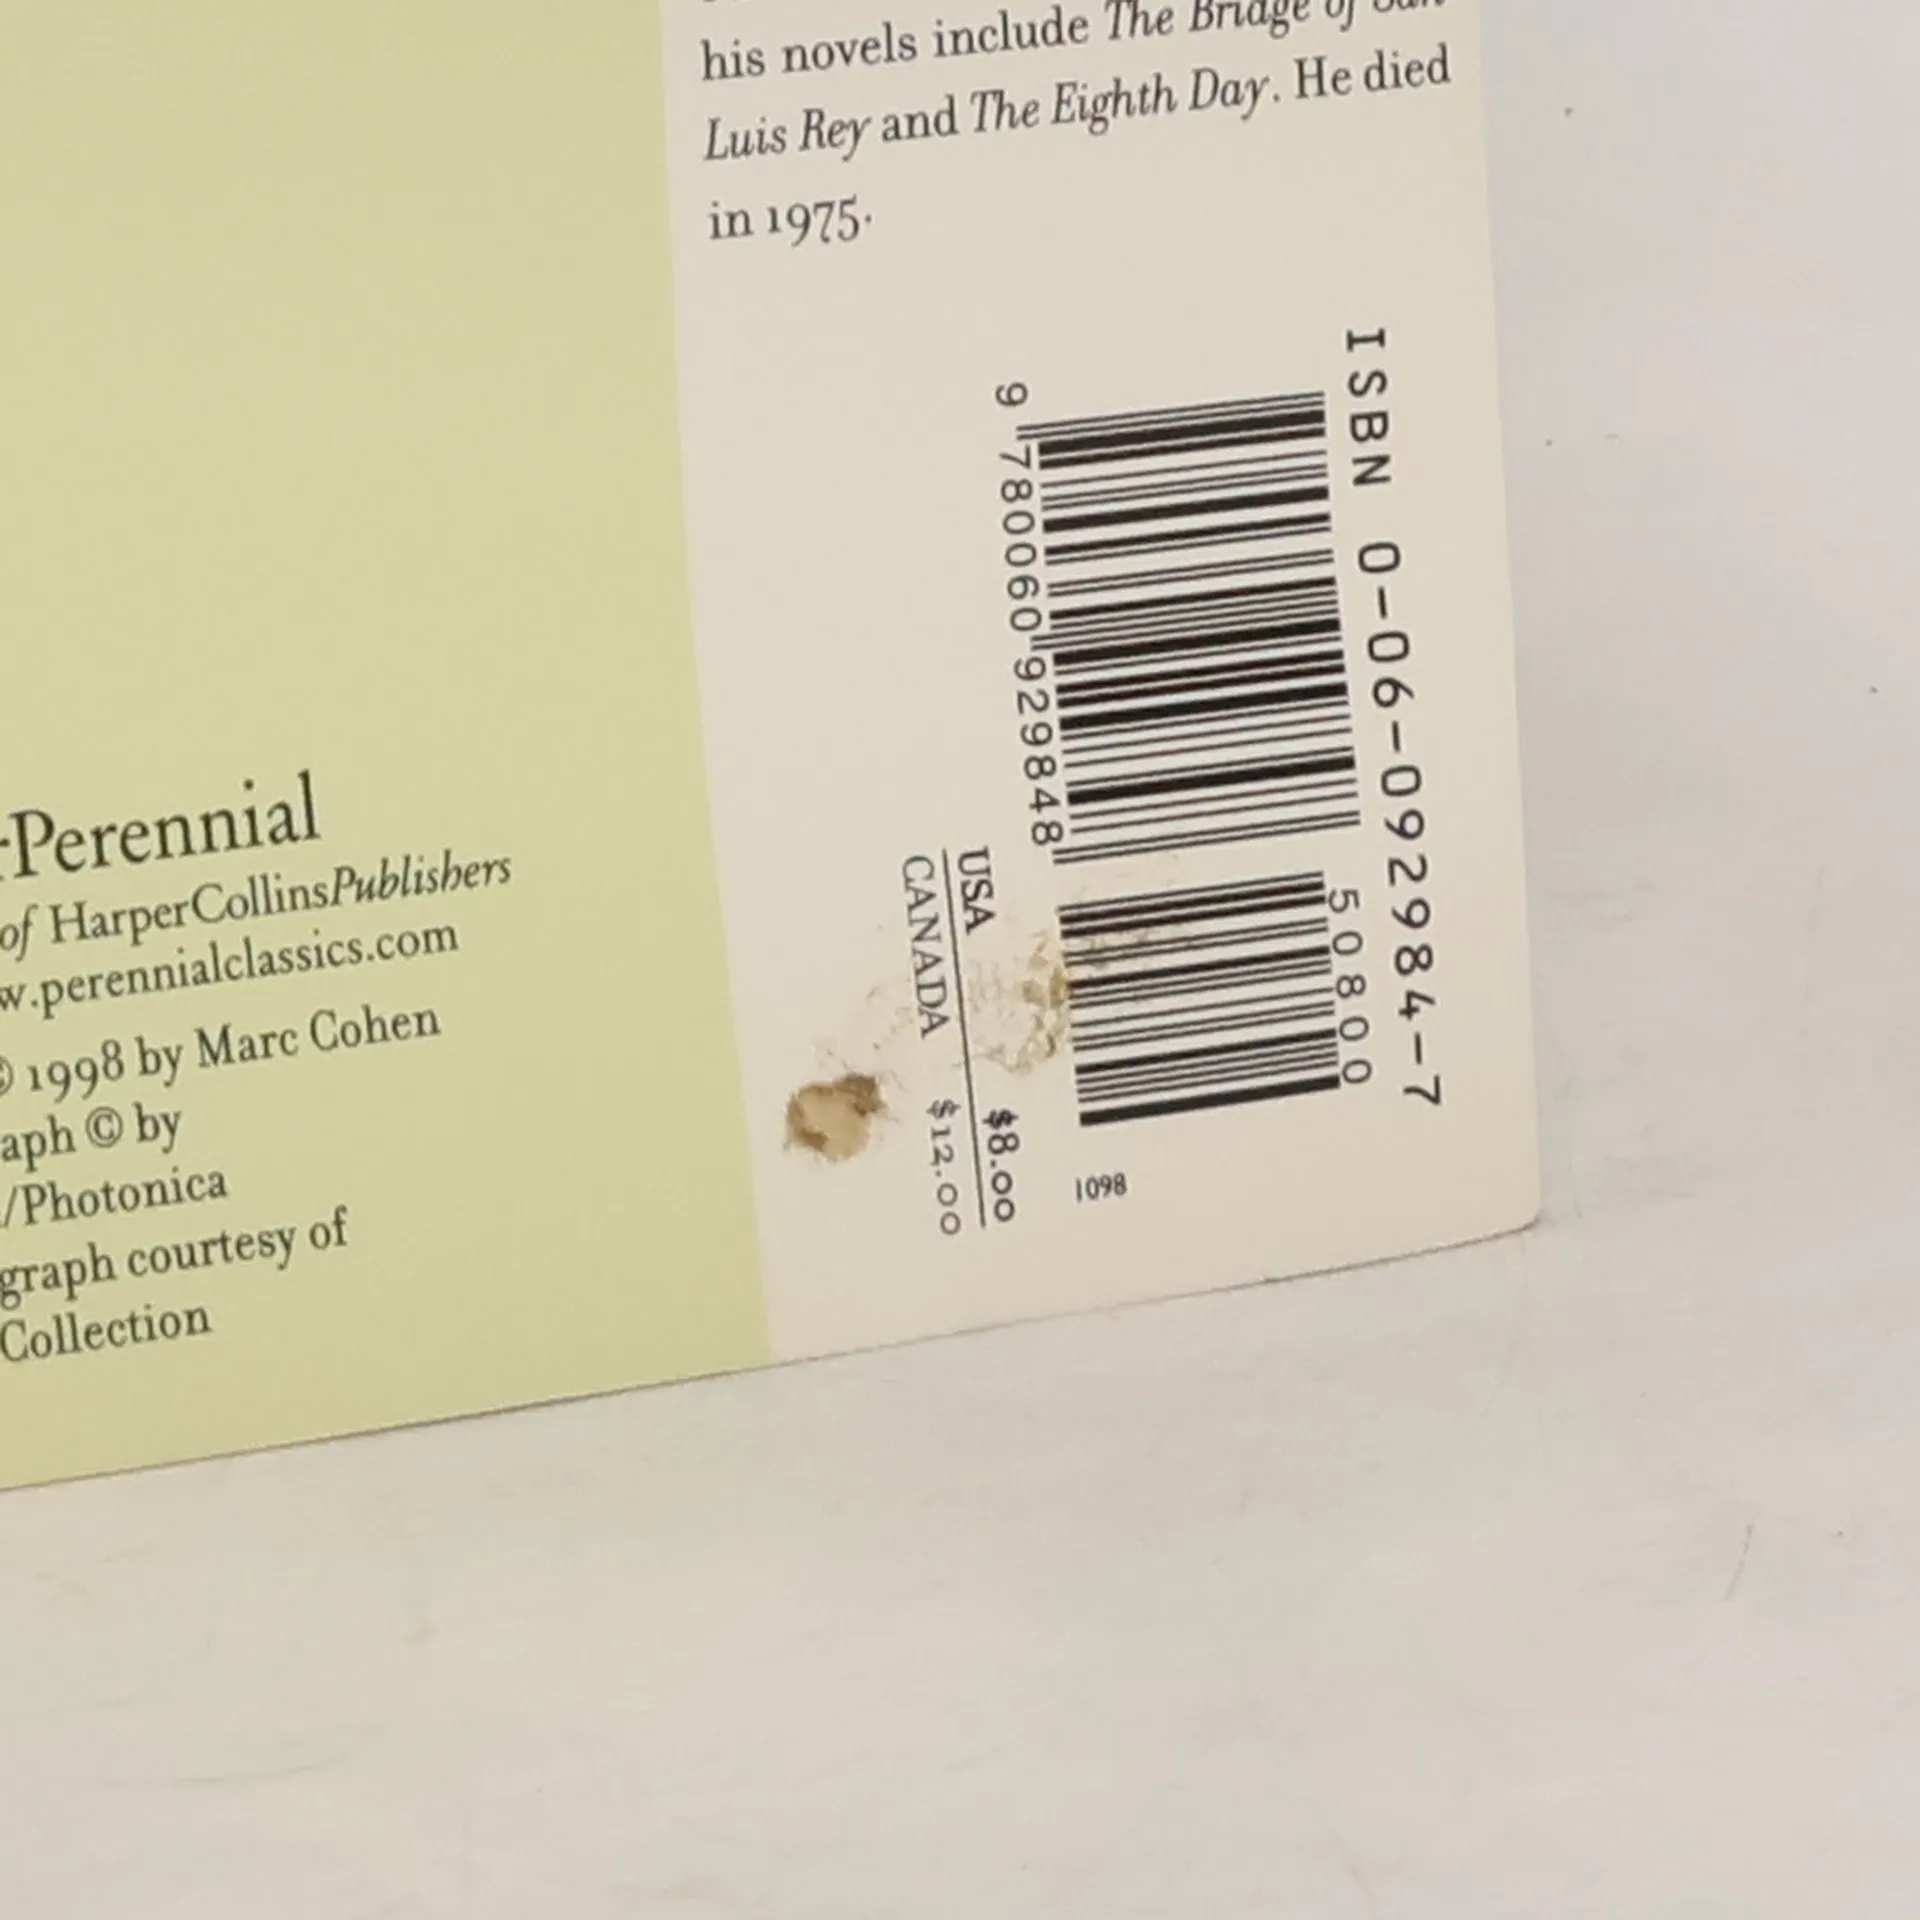 his novels include The Bridge of San
Luis Rey and The Eighth Day. He died
in 1975.
ISBN 0-06-092984-7
9 780060 929848
50800
USA $8.00
CANADA $12.00
1098
Perennial
of HarperCollinsPublishers
w.perennialclassics.com
© 1998 by Marc Cohen
aph © by
/Photonica
graph courtesy of
Collection